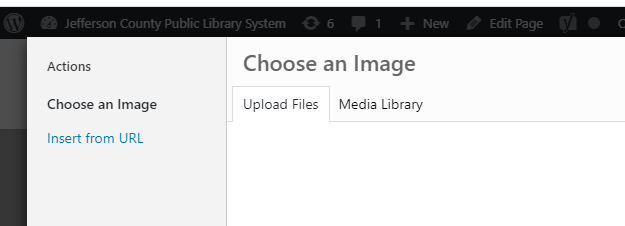 Jefferson County Public Library System 6 1 New Edit Page
Actions
Choose an Image
Insert from URL
Choose an Image
Upload Files Media Library